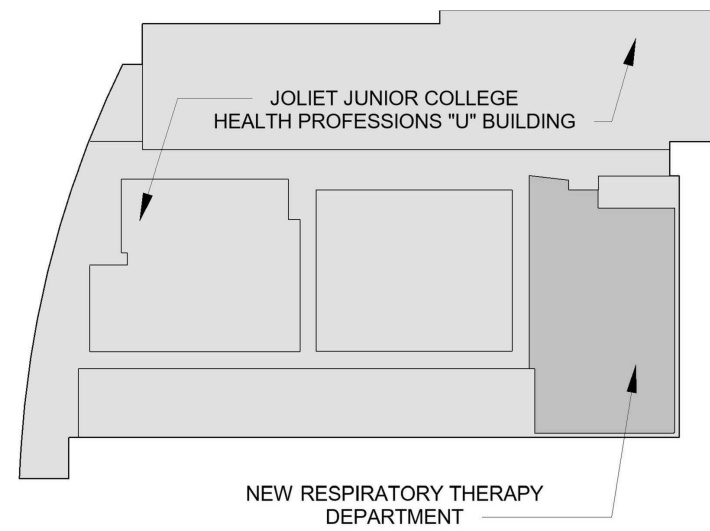 JOLIET JUNIOR COLLEGE
HEALTH PROFESSIONS "U" BUILDING
NEW RESPIRATORY THERAPY
DEPARTMENT